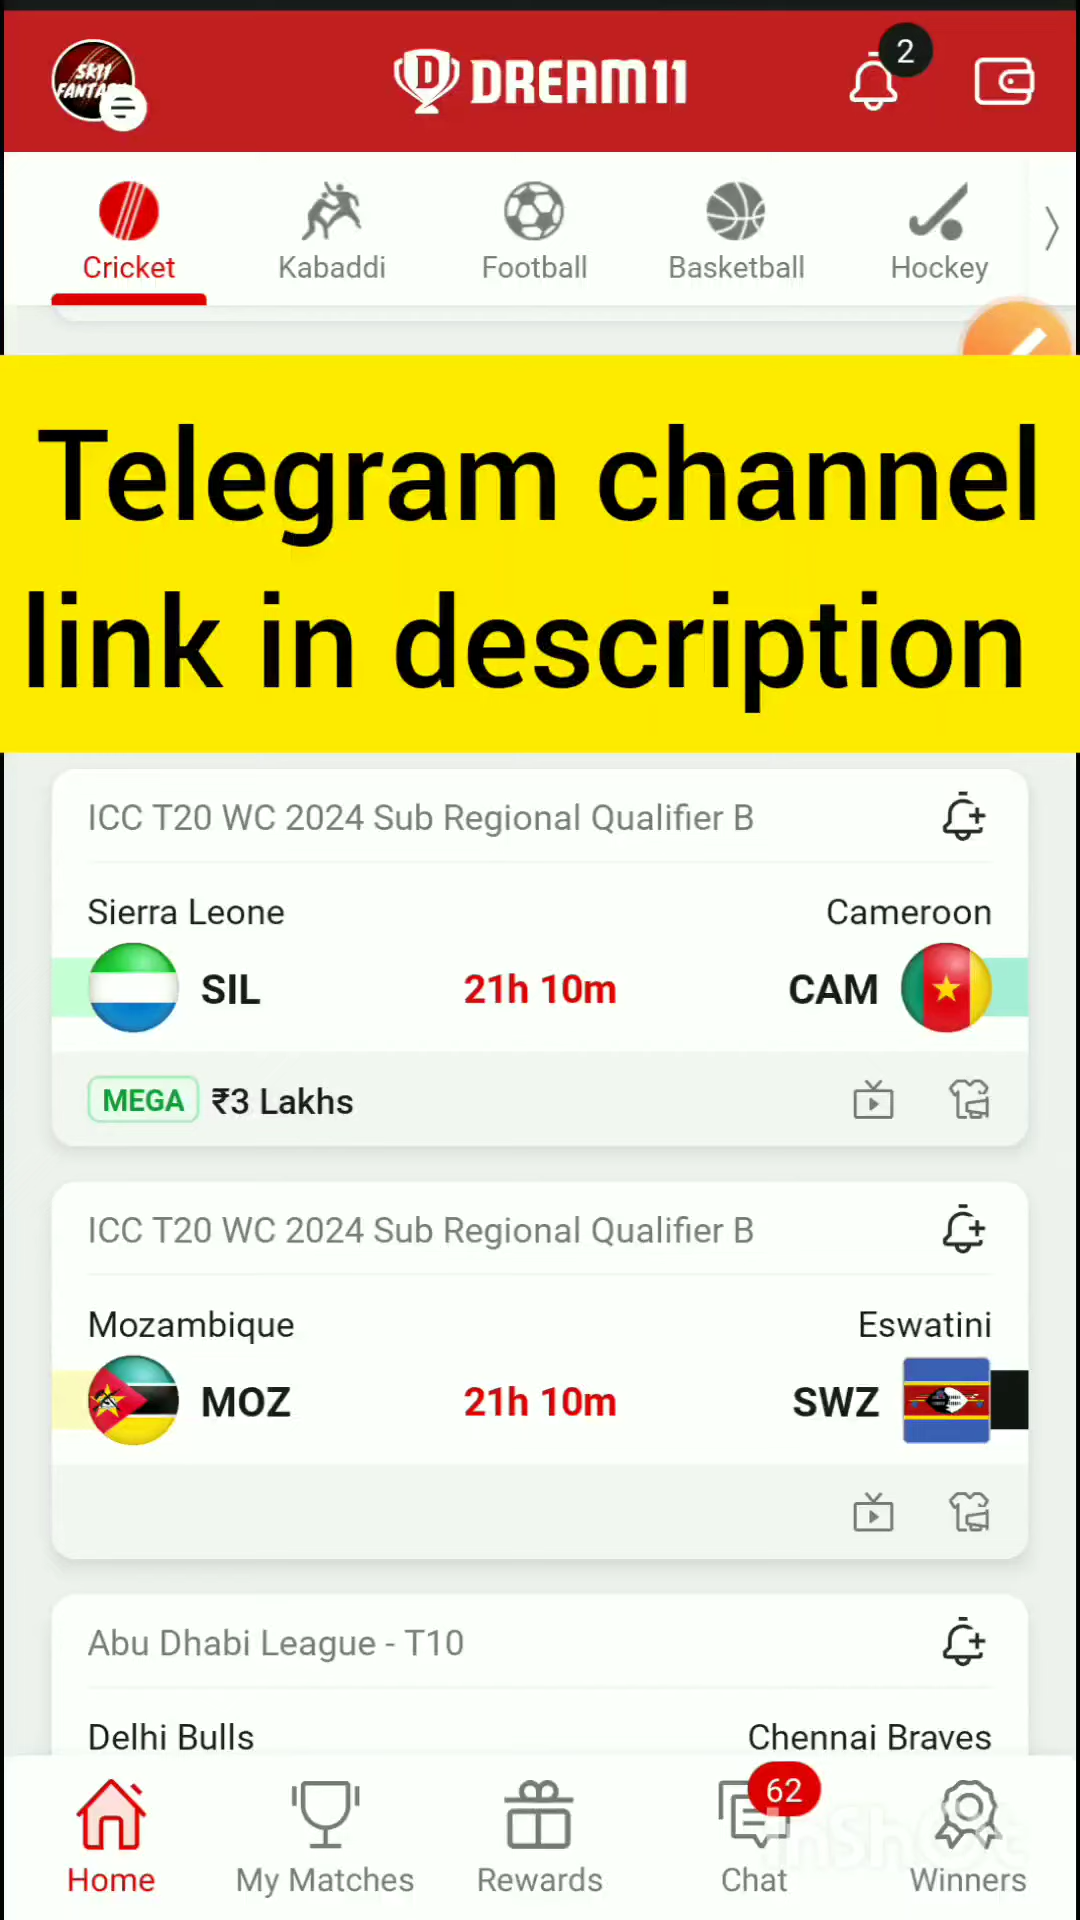 SK11
FANTA
DREAM11
2
Cricket
Kabaddi
Football
Basketball
Hockey
Telegram channel
link in description
ICC T20 WC 2024 Sub Regional Qualifier B
Sierra Leone
Cameroon
SIL
21h 10m
CAM
MEGA
₹3 Lakhs
ICC T20 WC 2024 Sub Regional Qualifier B
Mozambique
Eswatini
MOZ
21h 10m
SWZ
Abu Dhabi League - T10
Delhi Bulls
Chennai Braves
62
InShOt
Home
My Matches
Rewards
Chat
Winners